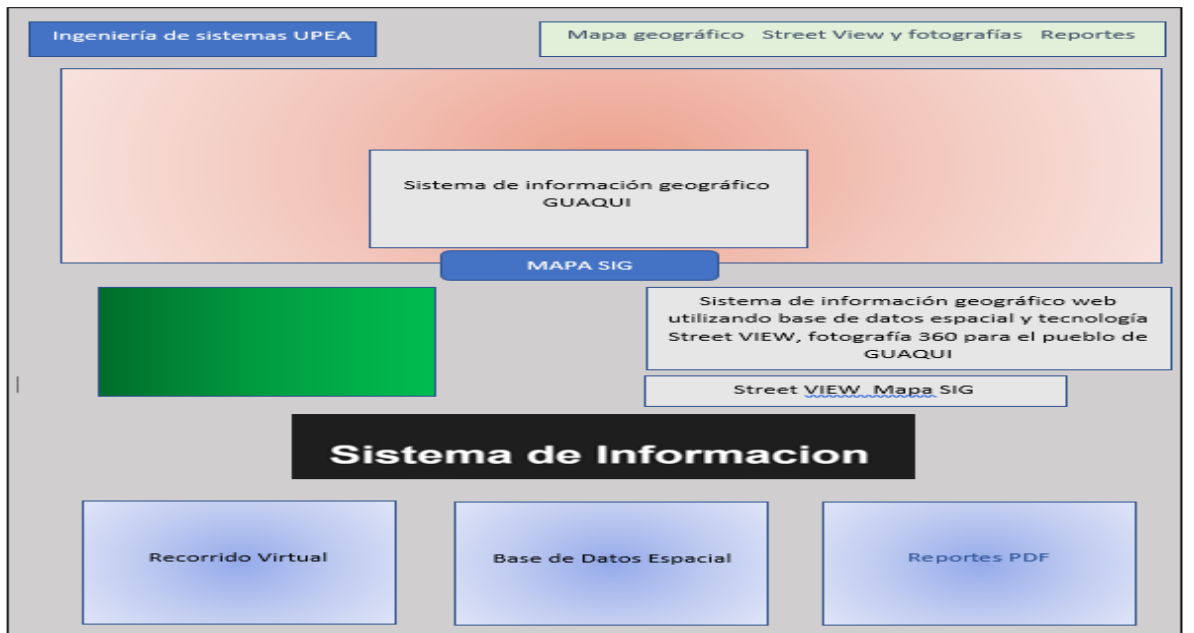 Ingeniería de sistemas UPEA
Mapa geográfico Street View y fotografías Reportes
Sistema de información geográfico
GUAQUI
MAPA SIG
Sistema de información geográfico web
utilizando base de datos espacial y tecnología
Street VIEW, fotografía 360 para el pueblo de
GUAQUI
Street VIEW Mapa SIG
Sistema de Informacion
Recorrido Virtual
Base de Datos Espacial
Reportes PDF